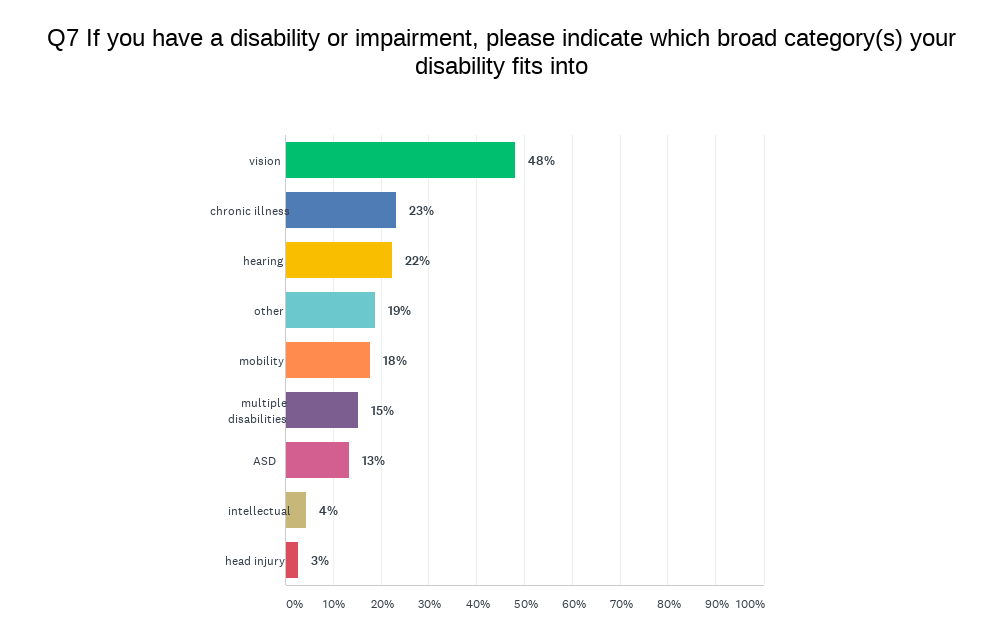 Q7 If you have a disability or impairment, please indicate which broad category(s) your
disability fits into
vision 48%
chronic illness 23%
hearing 22%
other 19%
mobility 18%
multiple
disabilities 15%
ASD 13%
intellectual 4%
head injury 3%
0% 10% 20% 30% 40% 50% 60% 70% 80% 90% 100%